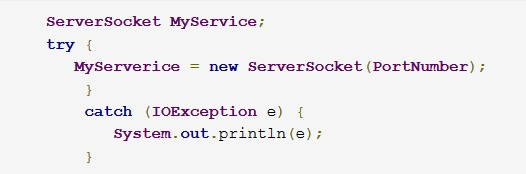 ServerSocket MyService;
try {
MyServerice = new ServerSocket(PortNumber);
}
catch (IOException e) {
System.out.println(e);
}